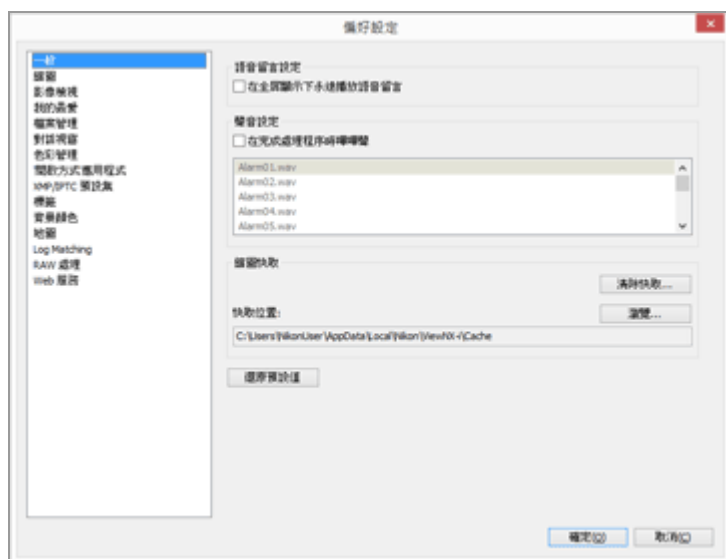 偏好設定
一般
縮圖
影像檢視
我的最愛
檔案管理
對話視窗
色彩管理
開啟方式應用程式
XMP/IPTC 預設集
標籤
背景顏色
地圖
Log Matching
RAW 處理
Web 服務
語音留言設定
在全屏顯示下永遠播放語音留言
聲音設定
在完成處理程序時嗶嗶聲
Alarm01.wav
Alarm02.wav
Alarm03.wav
Alarm04.wav
Alarm05.wav
縮圖快取
清除快取...
快取位置:
瀏覽...
C:\Users\NikonUser\AppData\Local\Nikon\ViewNX-i\Cache
還原預設值
確定(O)
取消(C)